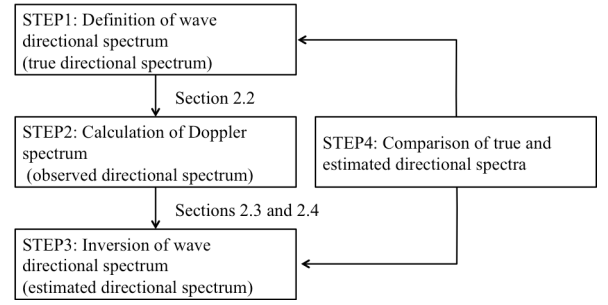 STEP1: Definition of wave
directional spectrum
(true directional spectrum)
Section 2.2
STEP2: Calculation of Doppler
spectrum
(observed directional spectrum)
STEP4: Comparison of true and
estimated directional spectra
Sections 2.3 and 2.4
STEP3: Inversion of wave
directional spectrum
(estimated directional spectrum)